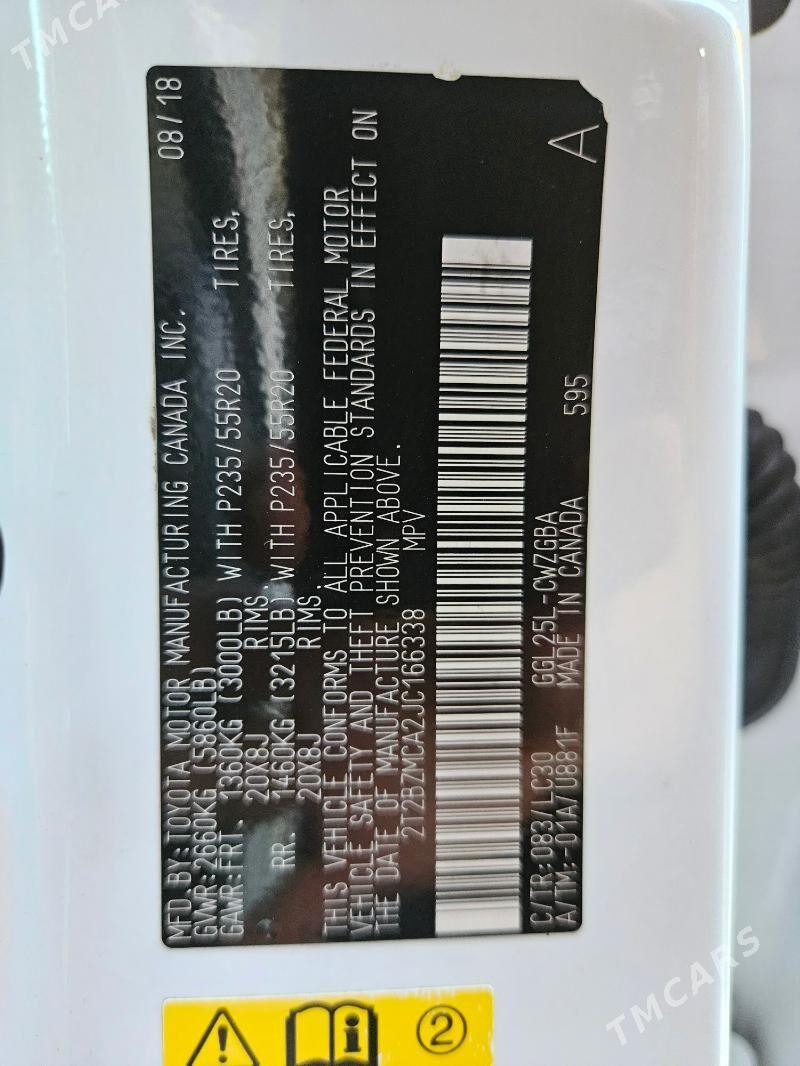 TMCARS
MFD.BY:TOYOTA MOTOR MANUFACTURING CANADA INC. 08/18
GVWR:2660KG (5860LB)
GAWR:FRT. 1360KG (3000LB) WITH P235/55R20 TIRES,
20X8J RIMS.
RR. 1460KG (3215LB) WITH P235/55R20 TIRES,
20X8J RIMS.
THIS VEHICLE CONFORMS TO ALL APPLICABLE FEDERAL MOTOR
VEHICLE SAFETY AND THEFT PREVENTION STANDARDS IN EFFECT ON
THE DATE OF MANUFACTURE SHOWN ABOVE.
2T2BZMCA2JC166338 MPV
C/TR:083/LC30 GGL25L-CWZGBA
A/TM:-01A/U881F MADE IN CANADA 595 A
2
TMCARS